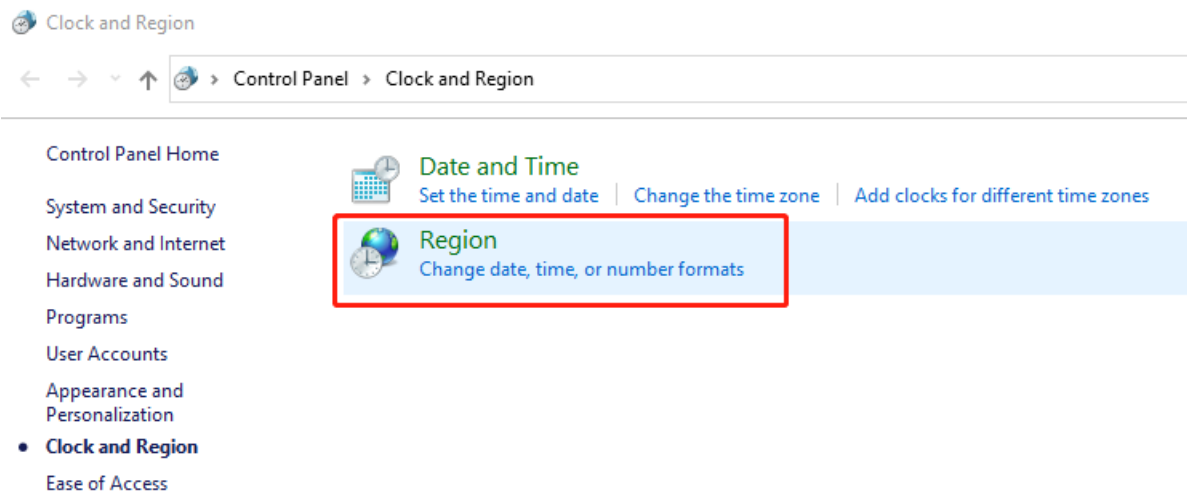 Clock and Region
Control Panel > Clock and Region
Control Panel Home
System and Security
Network and Internet
Hardware and Sound
Programs
User Accounts
Appearance and
Personalization
Clock and Region
Ease of Access
Date and Time
Set the time and date | Change the time zone | Add clocks for different time zones
Region
Change date, time, or number formats